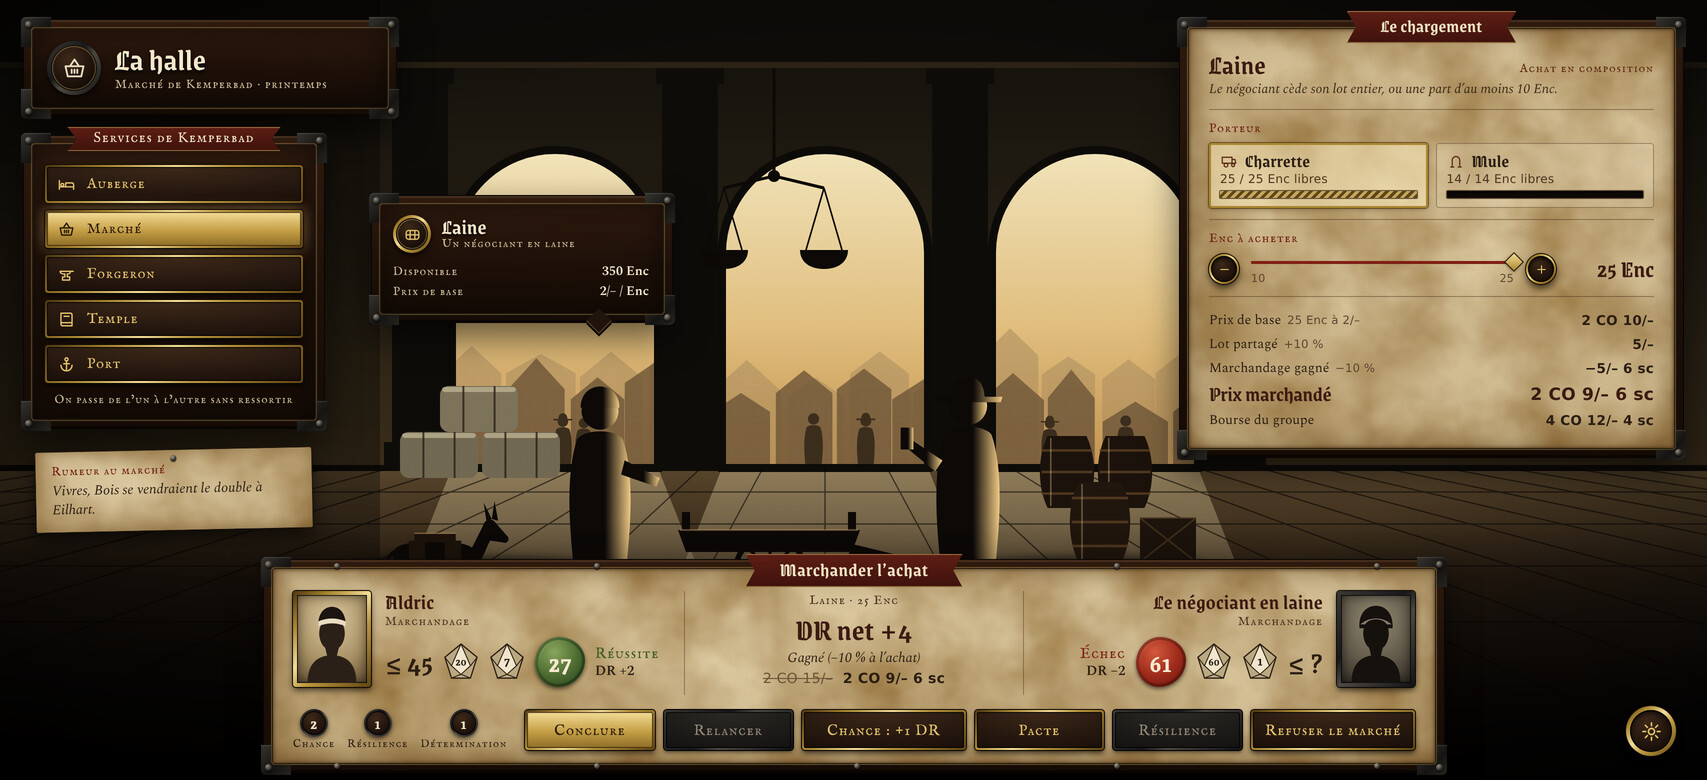 La halle
Marché de Kemperbad · printemps
Services de Kemperbad
Auberge
Marché
Forgeron
Temple
Port
On passe de l'un à l'autre sans ressortir
Rumeur au marché
Vivres, Bois se vendraient le double à
Eilhart.
Laine
Un négociant en laine
Disponible 350 Enc
Prix de base 2/– / Enc
Le chargement
Laine Achat en composition
Le négociant cède son lot entier, ou une part d'au moins 10 Enc.
Porteur
Charrette
25 / 25 Enc libres
Mule
14 / 14 Enc libres
Enc à acheter
− + 25 Enc
10 25
Prix de base 25 Enc à 2/– 2 CO 10/–
Lot partagé +10 % 5/–
Marchandage gagné −10 % −5/– 6 sc
Prix marchandé 2 CO 9/– 6 sc
Bourse du groupe 4 CO 12/– 4 sc
Marchander l'achat
Aldric
Marchandage
≤ 45 20 7 27 Réussite
DR +2
Laine · 25 Enc
DR net +4
Gagné (−10 % à l'achat)
2 CO 15/– 2 CO 9/– 6 sc
Le négociant en laine
Marchandage
Échec
DR −2 61 60 1 ≤ ?
2 1 1
Chance Résilience Détermination
Conclure
Relancer
Chance : +1 DR
Pacte
Résilience
Refuser le marché